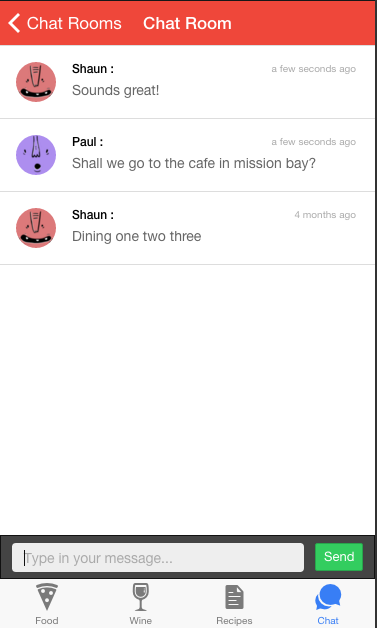 Chat Rooms Chat Room
Shaun : a few seconds ago
Sounds great!
Paul : a few seconds ago
Shall we go to the cafe in mission bay?
Shaun : 4 months ago
Dining one two three
Type in your message... Send
Food Wine Recipes Chat